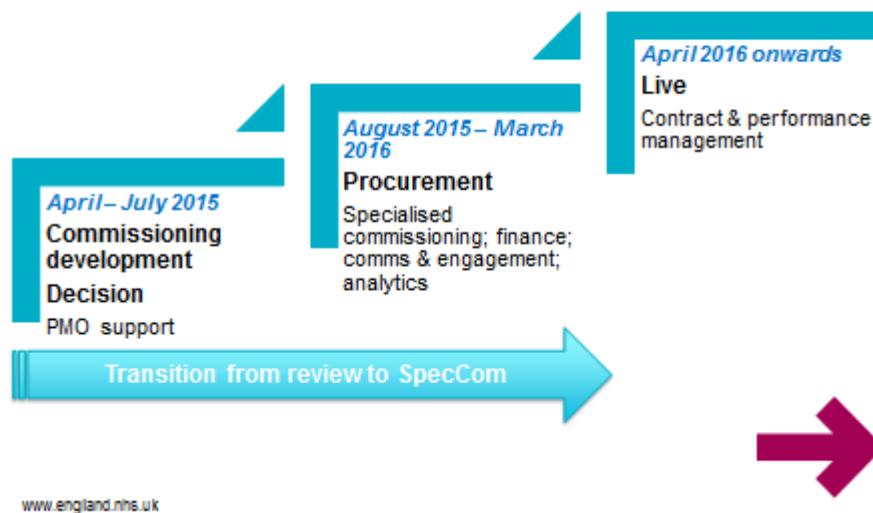 April – July 2015
Commissioning
development
Decision
PMO support
August 2015 – March
2016
Procurement
Specialised
commissioning; finance;
comms & engagement;
analytics
April 2016 onwards
Live
Contract & performance
management
Transition from review to SpecCom
www.england.nhs.uk